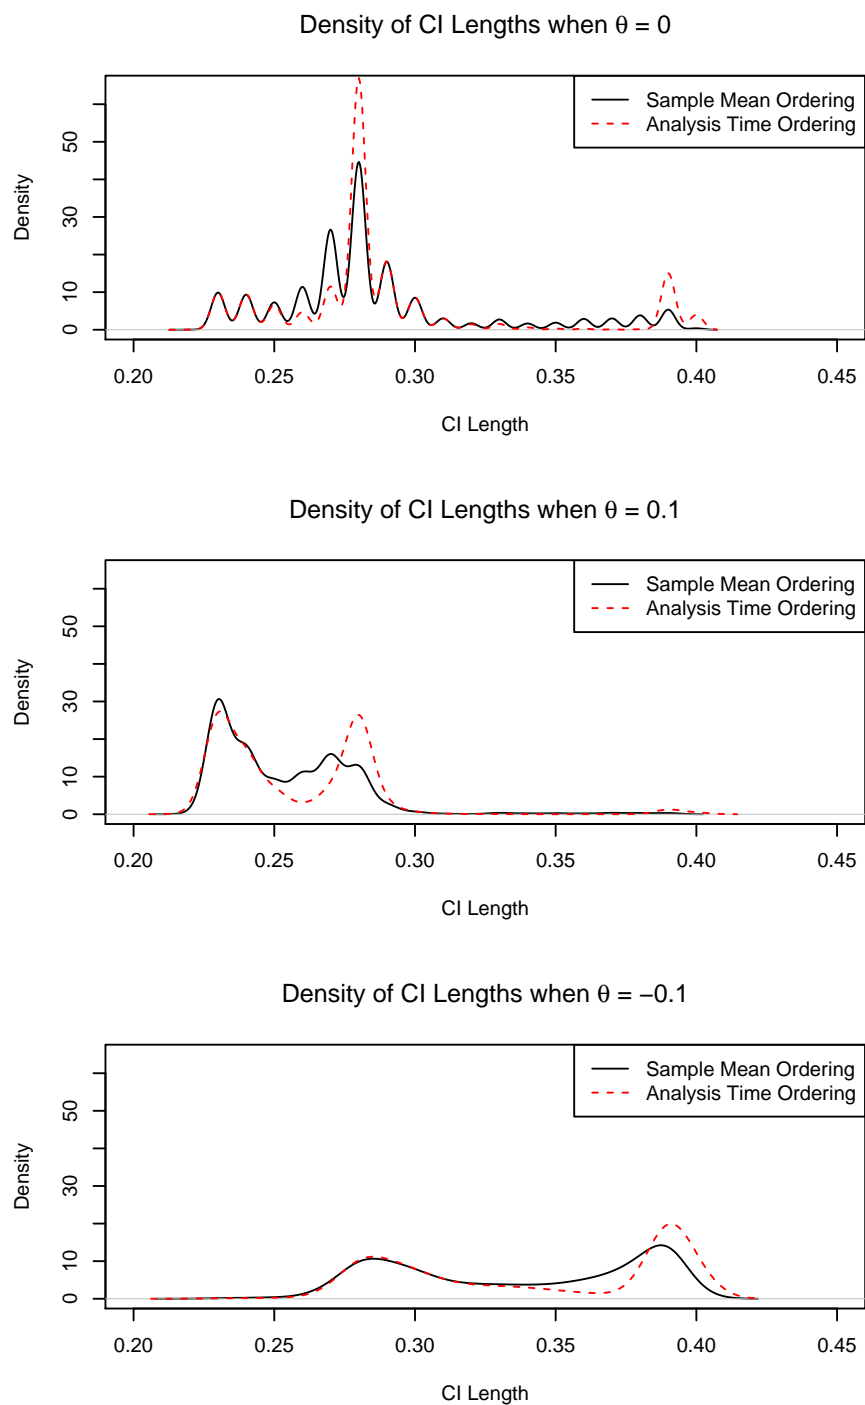 Density of CI Lengths when θ = 0
Density
50
30
10
0
Sample Mean Ordering
Analysis Time Ordering
0.20 0.25 0.30 0.35 0.40 0.45
CI Length
Density of CI Lengths when θ = 0.1
Density
50
30
10
0
Sample Mean Ordering
Analysis Time Ordering
0.20 0.25 0.30 0.35 0.40 0.45
CI Length
Density of CI Lengths when θ = −0.1
Density
50
30
10
0
Sample Mean Ordering
Analysis Time Ordering
0.20 0.25 0.30 0.35 0.40 0.45
CI Length